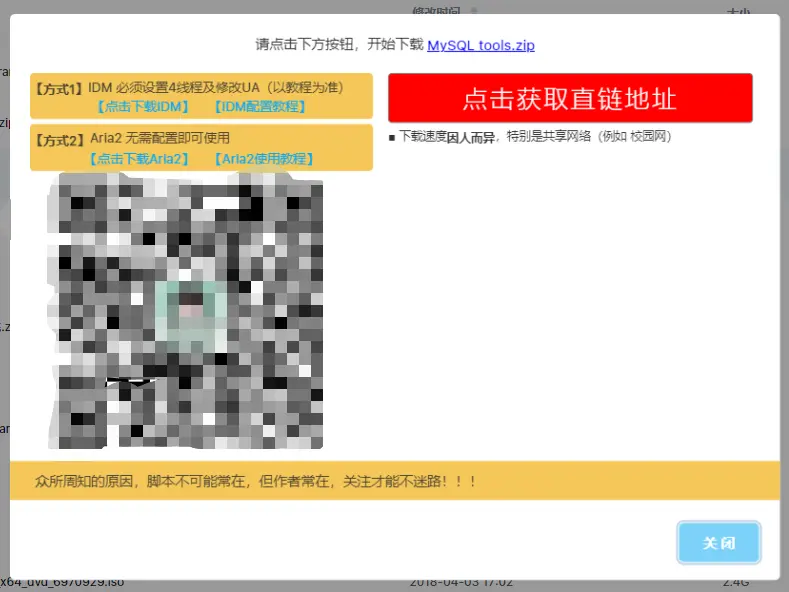 修改时间
大小
请点击下方按钮，开始下载 MySQL tools.zip
【方式1】IDM 必须设置4线程及修改UA（以教程为准）
【点击下载IDM】 【IDM配置教程】
点击获取直链地址
【方式2】Aria2 无需配置即可使用
■ 下载速度因人而异，特别是共享网络（例如 校园网）
【点击下载Aria2】 【Aria2使用教程】
众所周知的原因，脚本不可能常在，但作者常在，关注才能不迷路！！！
关闭
x64_dvd_6970929.iso 2018-04-03 17:02 2.4G